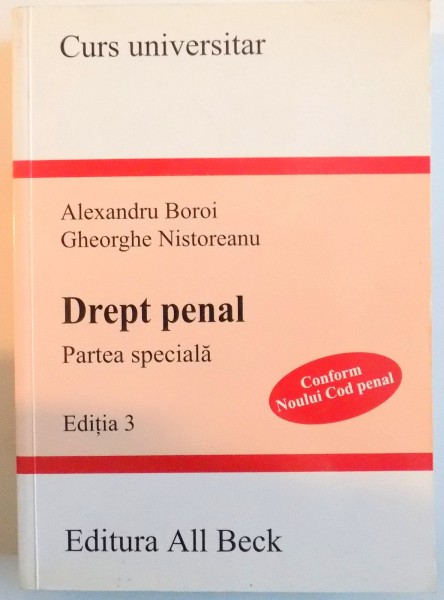 Curs universitar
Alexandru Boroi
Gheorghe Nistoreanu
Drept penal
Partea specială
Conform
Noului Cod penal
Ediția 3
Editura All Beck